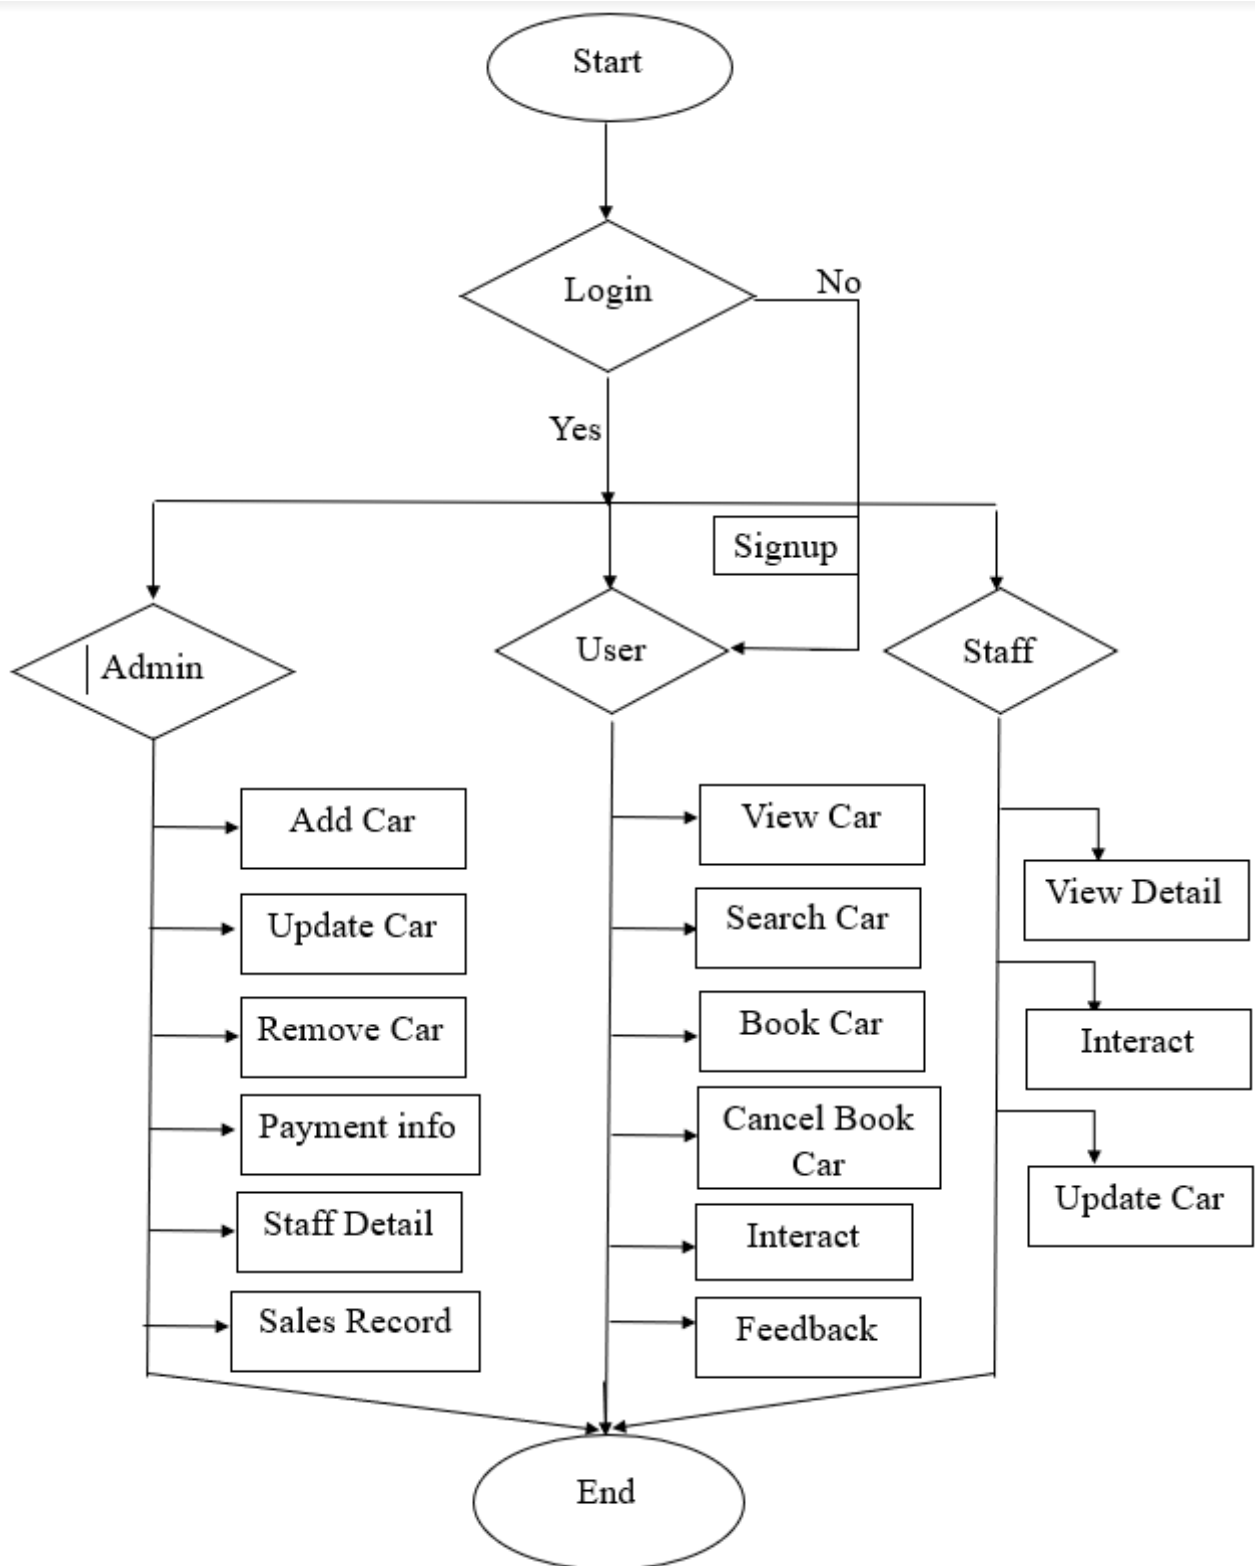 Start
Login
No
Yes
Signup
Admin
User
Staff
Add Car
Update Car
Remove Car
Payment info
Staff Detail
Sales Record
View Car
Search Car
Book Car
Cancel Book
Car
Interact
Feedback
View Detail
Interact
Update Car
End